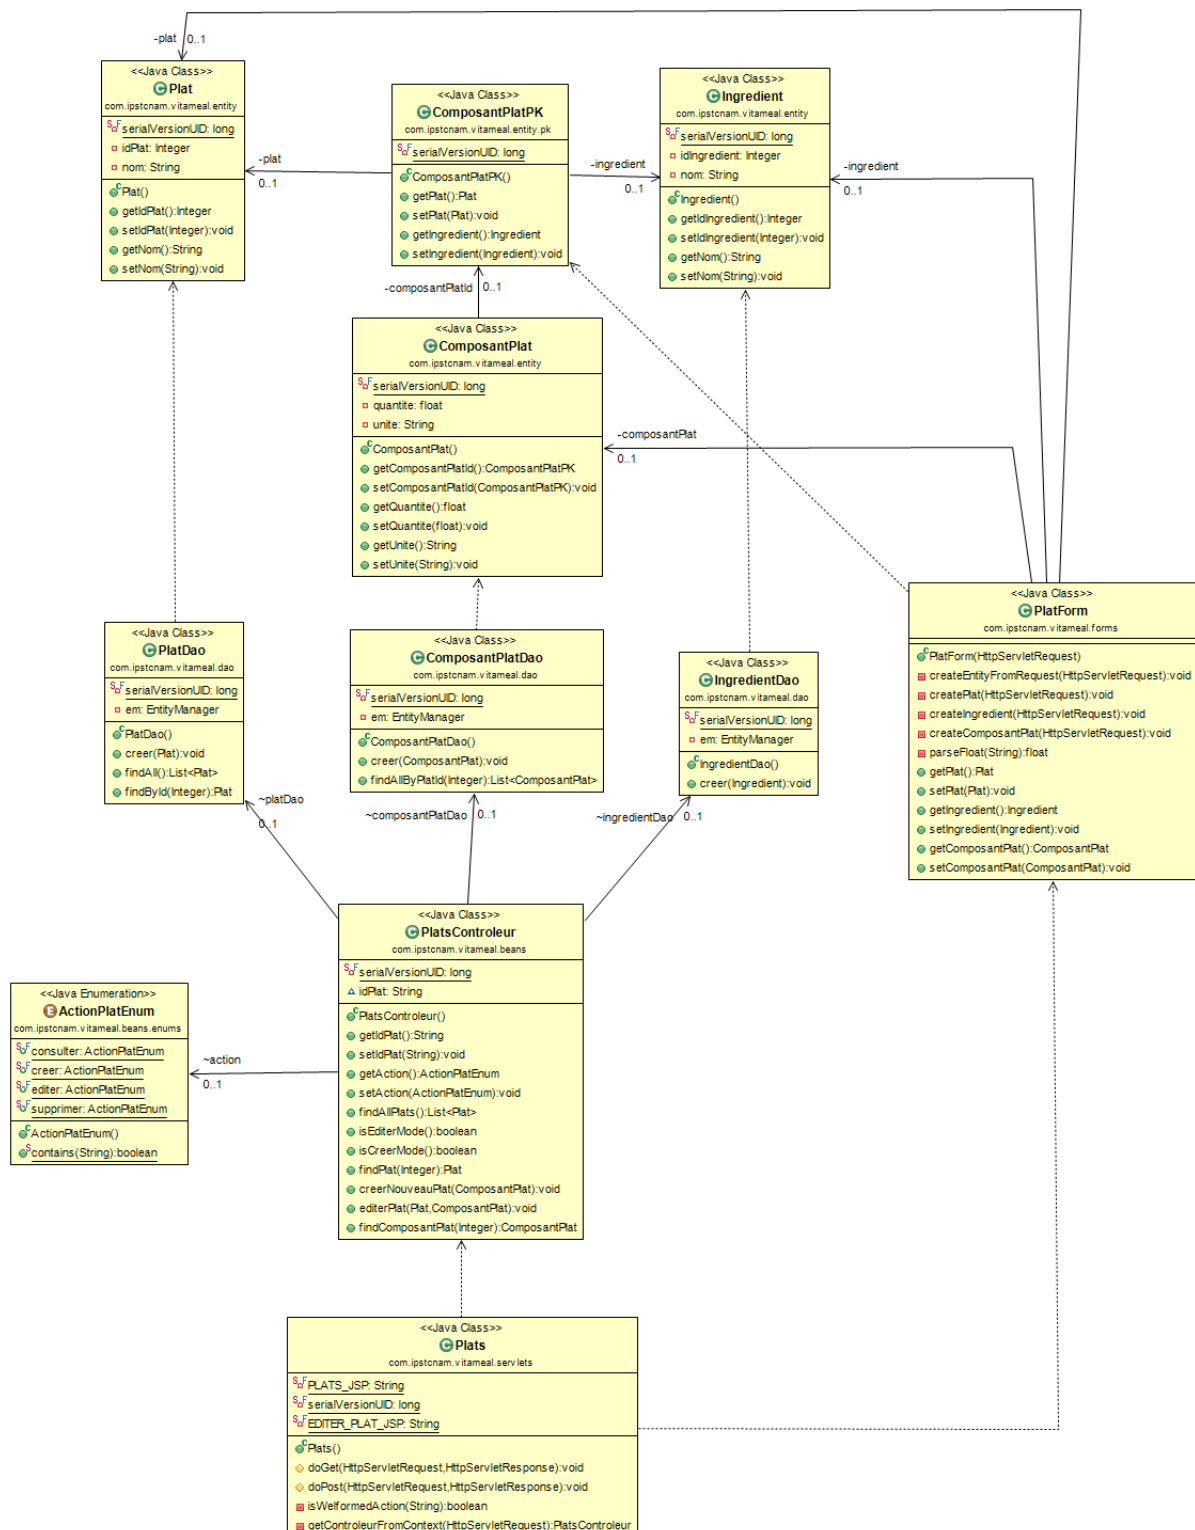 -plat 0..1
<<Java Class>>
Plat
com.ipstcnam.vitameal.entity
serialVersionUID: long
idPlat: Integer
nom: String
Plat()
getIdPlat():Integer
setIdPlat(Integer):void
getNom():String
setNom(String):void
-plat
0..1
<<Java Class>>
ComposantPlatPK
com.ipstcnam.vitameal.entity.pk
serialVersionUID: long
ComposantPlatPK()
getPlat():Plat
setPlat(Plat):void
getIngredient():Ingredient
setIngredient(Ingredient):void
-ingredient
0..1
<<Java Class>>
Ingredient
com.ipstcnam.vitameal.entity
serialVersionUID: long
idIngredient: Integer
nom: String
Ingredient()
getIdIngredient():Integer
setIdIngredient(Integer):void
getNom():String
setNom(String):void
-ingredient
0..1
-composantPlatId 0..1
<<Java Class>>
ComposantPlat
com.ipstcnam.vitameal.entity
serialVersionUID: long
quantite: float
unite: String
ComposantPlat()
getComposantPlatId():ComposantPlatPK
setComposantPlatId(ComposantPlatPK):void
getQuantite():float
setQuantite(float):void
getUnite():String
setUnite(String):void
-composantPlat
0..1
<<Java Class>>
PlatForm
com.ipstcnam.vitameal.forms
PlatForm(HttpServletRequest)
createEntityFromRequest(HttpServletRequest):void
createPlat(HttpServletRequest):void
createIngredient(HttpServletRequest):void
createComposantPlat(HttpServletRequest):void
parseFloat(String):float
getPlat():Plat
setPlat(Plat):void
getIngredient():Ingredient
setIngredient(Ingredient):void
getComposantPlat():ComposantPlat
setComposantPlat(ComposantPlat):void
<<Java Class>>
PlatDao
com.ipstcnam.vitameal.dao
serialVersionUID: long
em: EntityManager
PlatDao()
creer(Plat):void
findAll():List<Plat>
findById(Integer):Plat
<<Java Class>>
ComposantPlatDao
com.ipstcnam.vitameal.dao
serialVersionUID: long
em: EntityManager
ComposantPlatDao()
creer(ComposantPlat):void
findAllByPlatId(Integer):List<ComposantPlat>
<<Java Class>>
IngredientDao
com.ipstcnam.vitameal.dao
serialVersionUID: long
em: EntityManager
IngredientDao()
creer(Ingredient):void
~platDao
0..1
~composantPlatDao 0..1
~ingredientDao 0..1
<<Java Class>>
PlatsControleur
com.ipstcnam.vitameal.beans
serialVersionUID: long
idPlat: String
PlatsControleur()
getIdPlat():String
setIdPlat(String):void
getAction():ActionPlatEnum
setAction(ActionPlatEnum):void
findAllPlats():List<Plat>
isEditerMode():boolean
isCreerMode():boolean
findPlat(Integer):Plat
creerNouveauPlat(ComposantPlat):void
editerPlat(Plat,ComposantPlat):void
findComposantPlat(Integer):ComposantPlat
<<Java Enumeration>>
ActionPlatEnum
com.ipstcnam.vitameal.beans.enums
consulter: ActionPlatEnum
creer: ActionPlatEnum
editer: ActionPlatEnum
supprimer: ActionPlatEnum
ActionPlatEnum()
contains(String):boolean
~action
0..1
<<Java Class>>
Plats
com.ipstcnam.vitameal.servlets
PLATS_JSP: String
serialVersionUID: long
EDITER_PLAT_JSP: String
Plats()
doGet(HttpServletRequest,HttpServletResponse):void
doPost(HttpServletRequest,HttpServletResponse):void
isWelformedAction(String):boolean
getControleurFromContext(HttpServletRequest):PlatsControleur